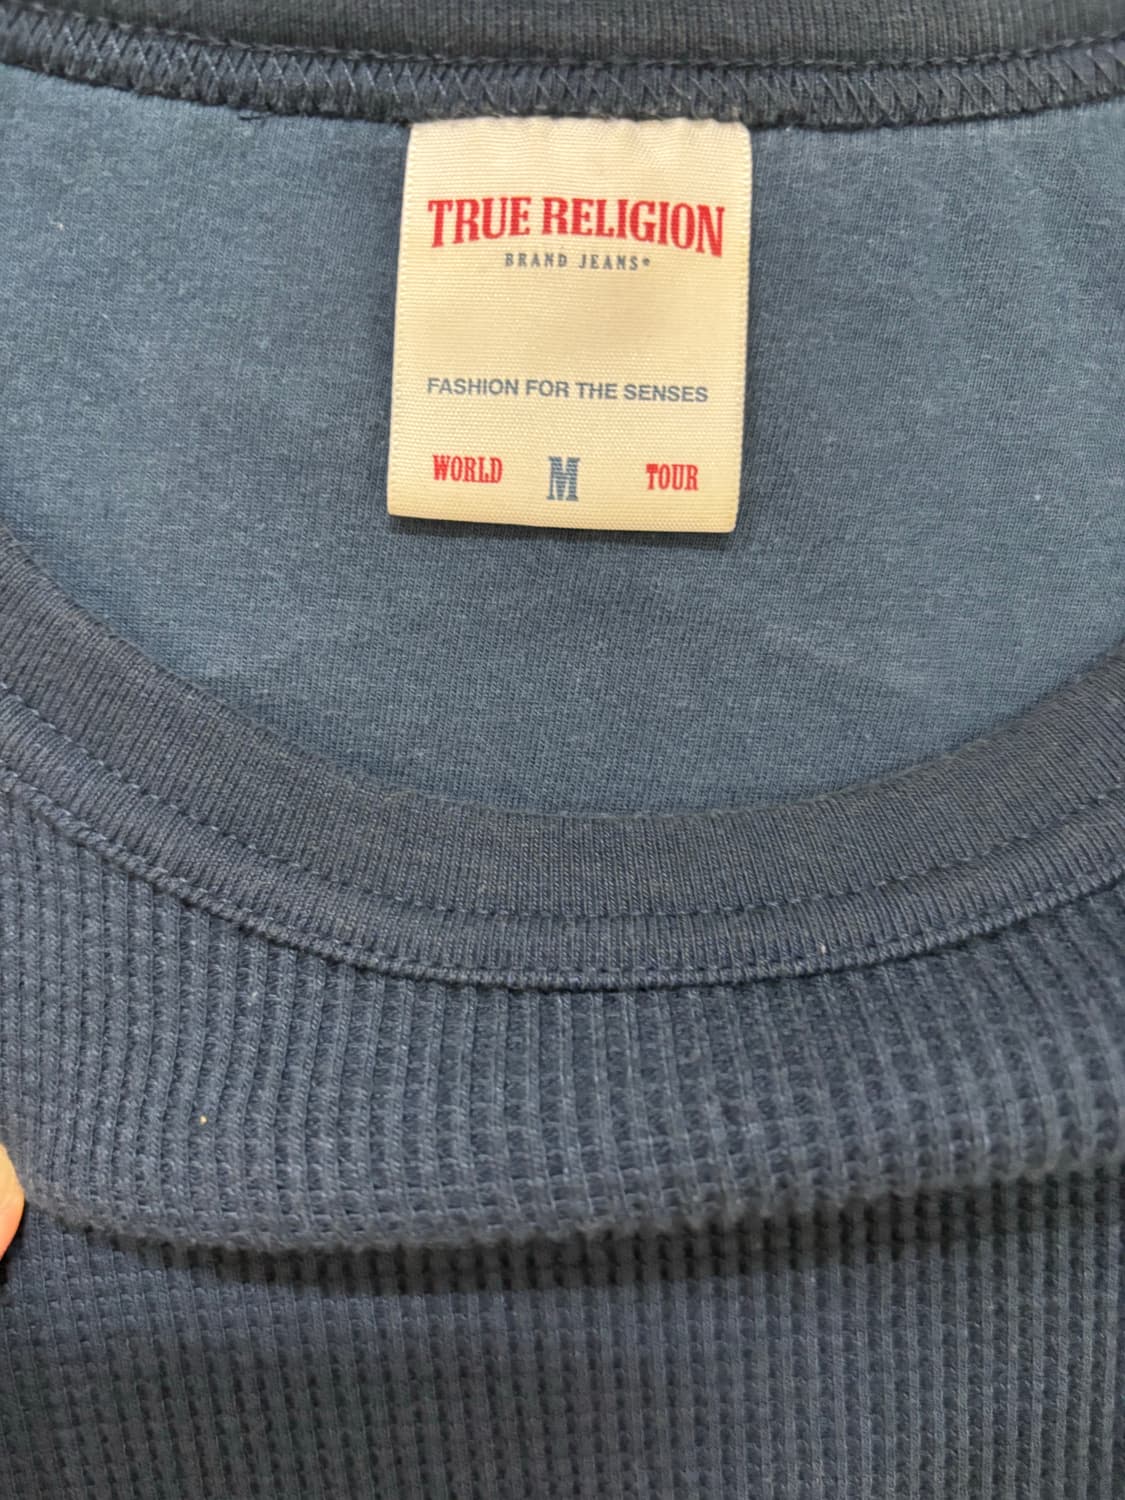 TRUE RELIGION
BRAND JEANS®
FASHION FOR THE SENSES
WORLD M TOUR